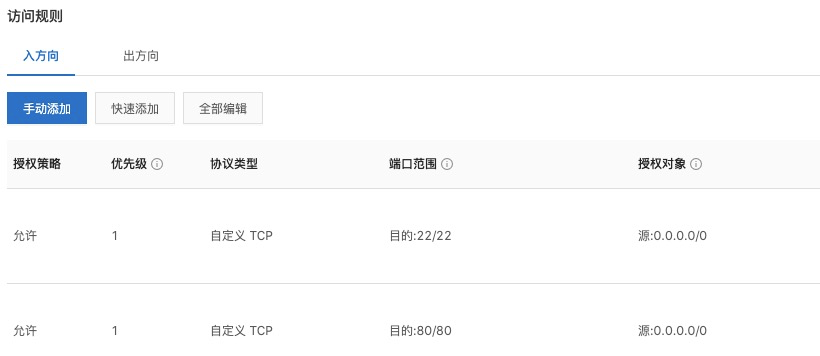 访问规则
入方向 出方向
手动添加 快速添加 全部编辑
授权策略 优先级 协议类型 端口范围 授权对象
允许 1 自定义 TCP 目的:22/22 源:0.0.0.0/0
允许 1 自定义 TCP 目的:80/80 源:0.0.0.0/0